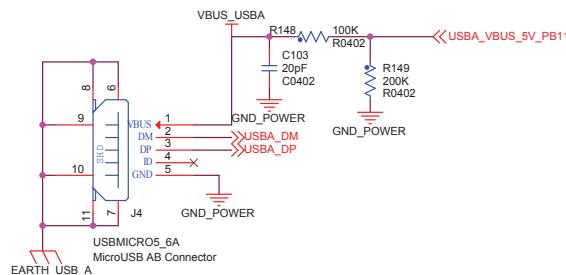 VBUS_USBA
R148
100K
R0402
USBA_VBUS_5V_PB11
C103
20pF
C0402
R149
200K
R0402
GND_POWER
GND_POWER
8
6
9
VBUS
1
DM
2
USBA_DM
DP
3
USBA_DP
SHD
ID
4
10
GND
5
11
7
J4
GND_POWER
USBMICRO5_6A
MicroUSB AB Connector
EARTH_USB_A